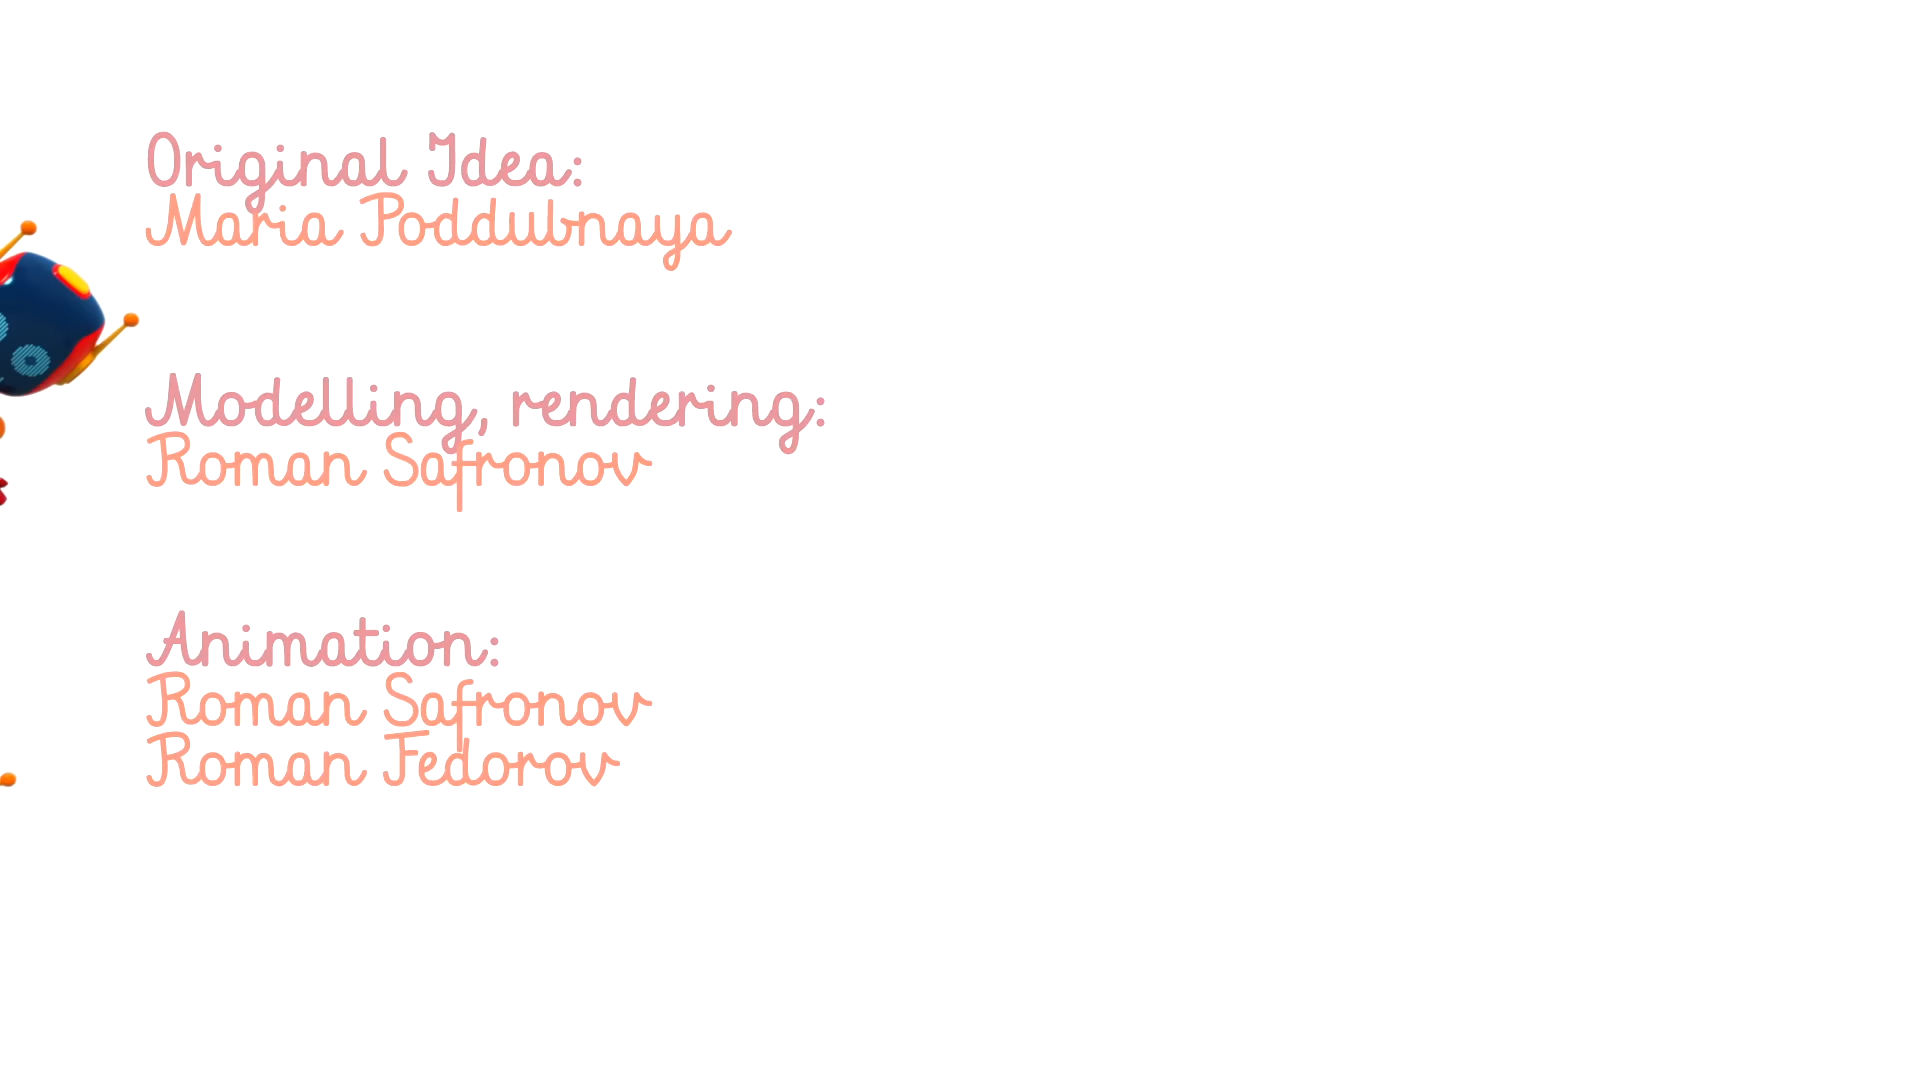 Original Idea:
Maria Poddubnaya
Modelling, rendering:
Roman Safronov
Animation:
Roman Safronov
Roman Fedorov